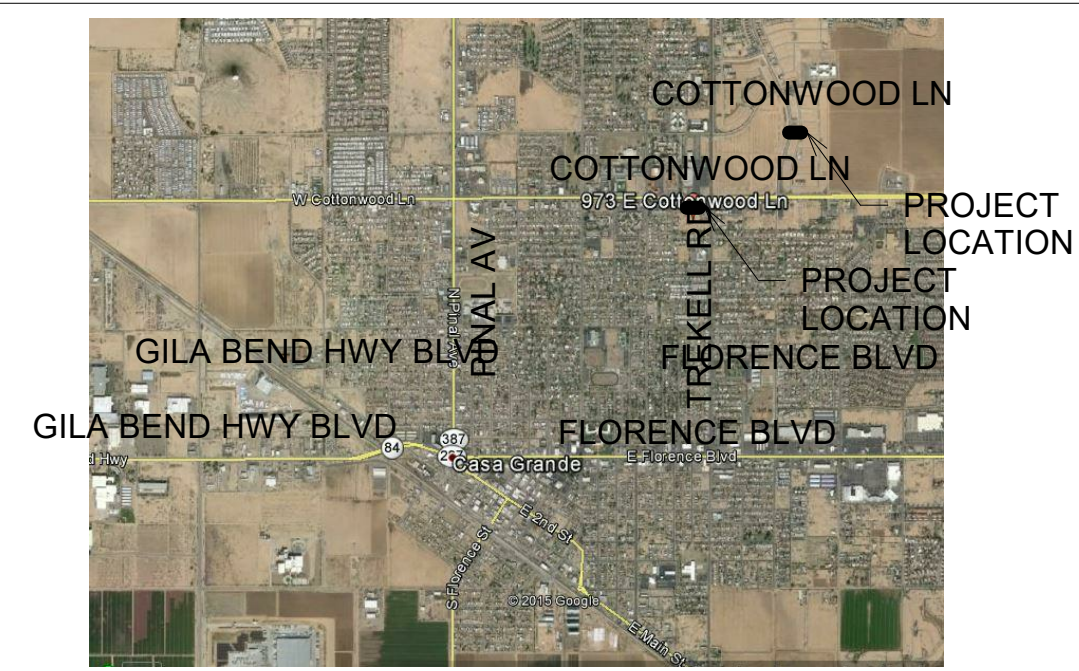 COTTONWOOD LN
COTTONWOOD LN
W Cottonwood Ln
973 E Cottonwood Ln
PROJECT
LOCATION
PROJECT
LOCATION
PINAL AV
N Pinal Ave
TREKELL RD
GILA BEND HWY BLVD
FLORENCE BLVD
GILA BEND HWY BLVD
FLORENCE BLVD
387
84
Hwy
Casa Grande
E Florence Blvd
E 2nd St
S Florence St
© 2015 Google
E Main St